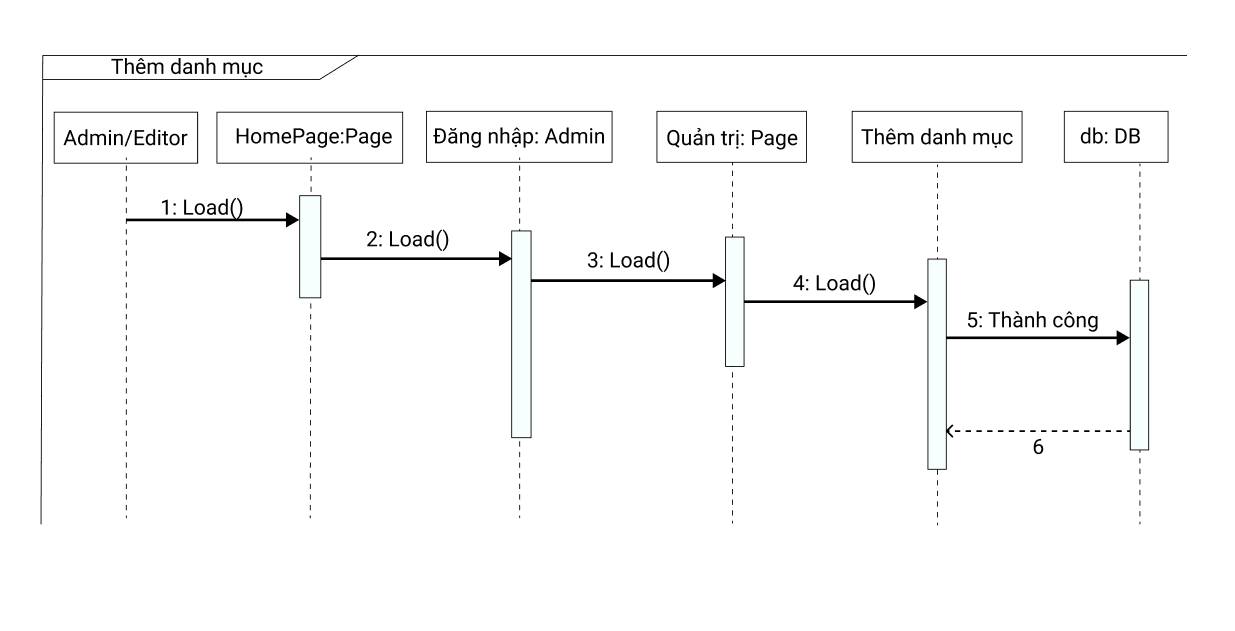 Thêm danh mục
Admin/Editor
HomePage:Page
Đăng nhập: Admin
Quản trị: Page
Thêm danh mục
db: DB
1: Load()
2: Load()
3: Load()
4: Load()
5: Thành công
6